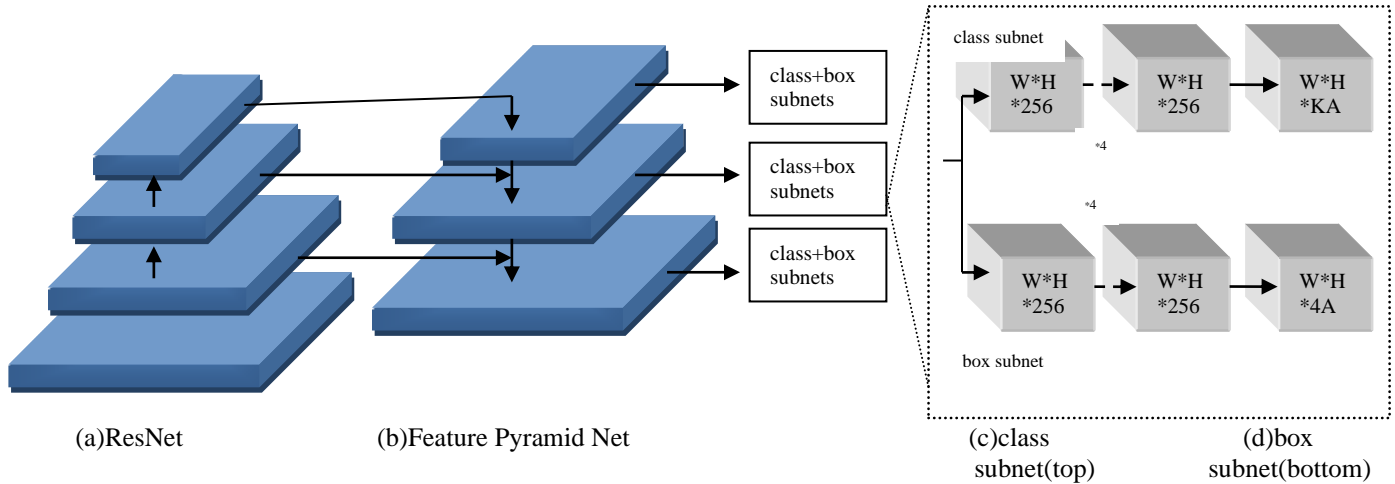 class+box
subnets
class+box
subnets
class+box
subnets
class subnet
W*H
*256
W*H
*256
W*H
*KA
*4
*4
W*H
*256
W*H
*256
W*H
*4A
box subnet
(a)ResNet
(b)Feature Pyramid Net
(c)class
subnet(top)
(d)box
subnet(bottom)